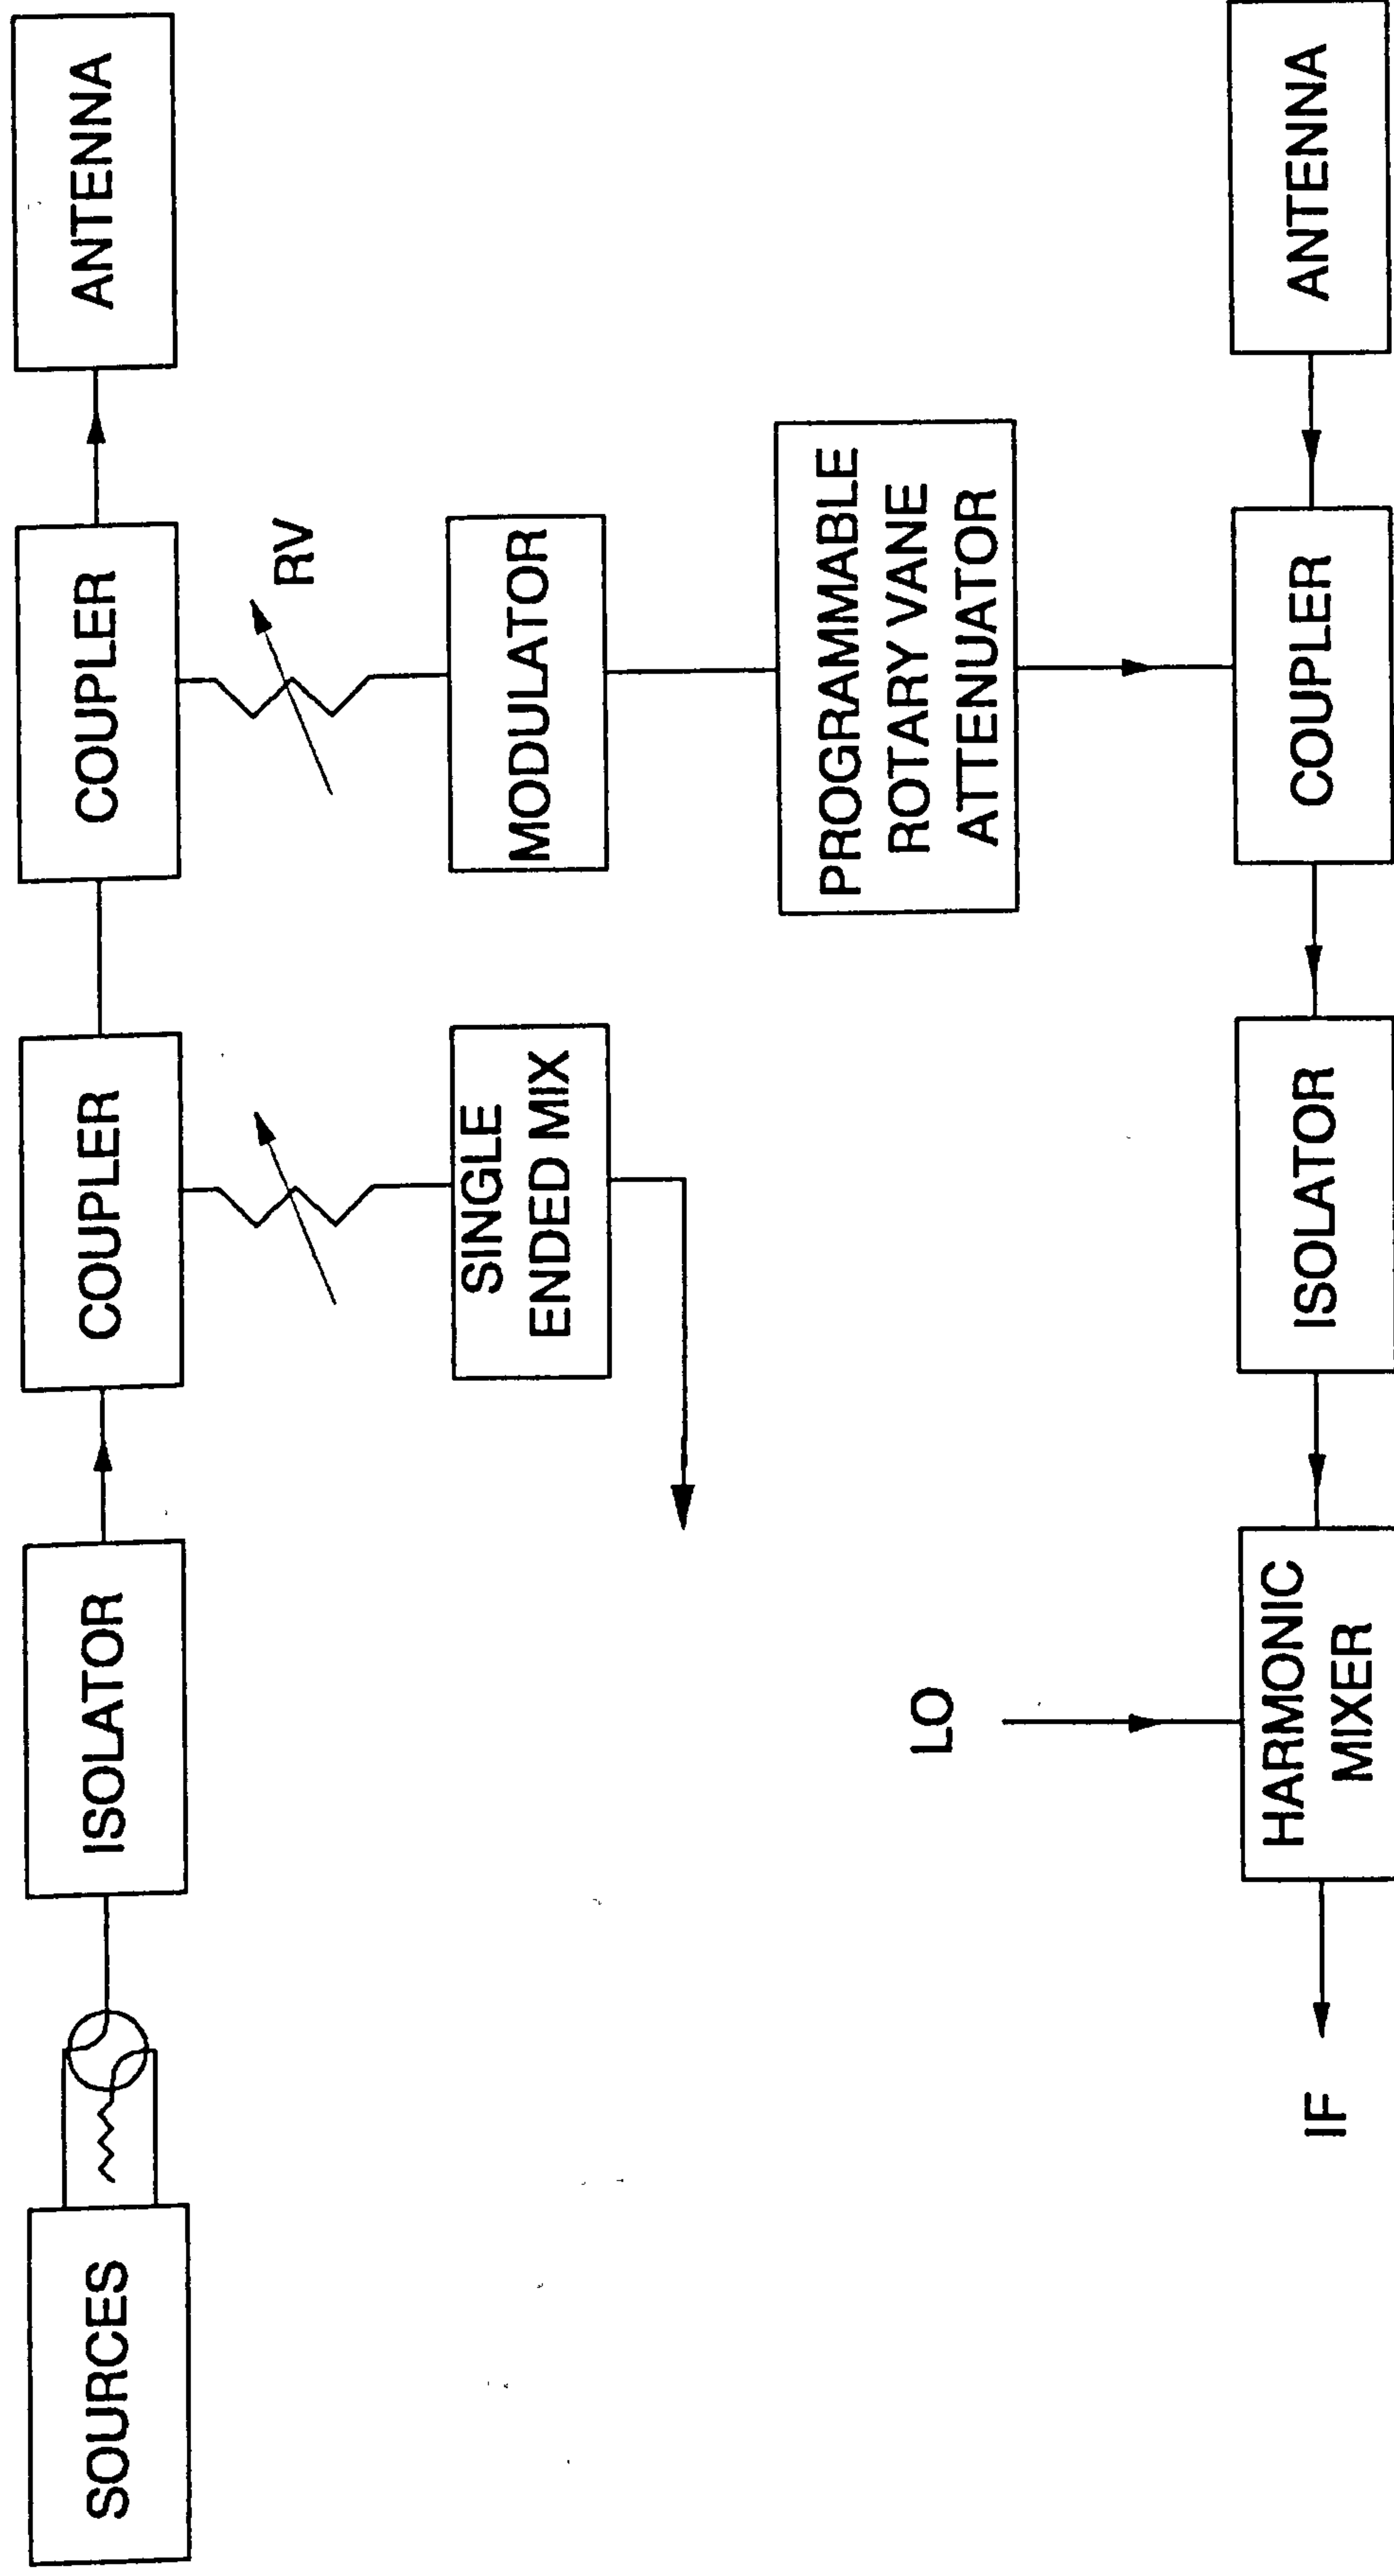 SOURCES
ISOLATOR
COUPLER
COUPLER
ANTENNA
RV
SINGLE
ENDED MIX
MODULATOR
PROGRAMMABLE
ROTARY VANE
ATTENUATOR
LO
IF
HARMONIC
MIXER
ISOLATOR
COUPLER
ANTENNA